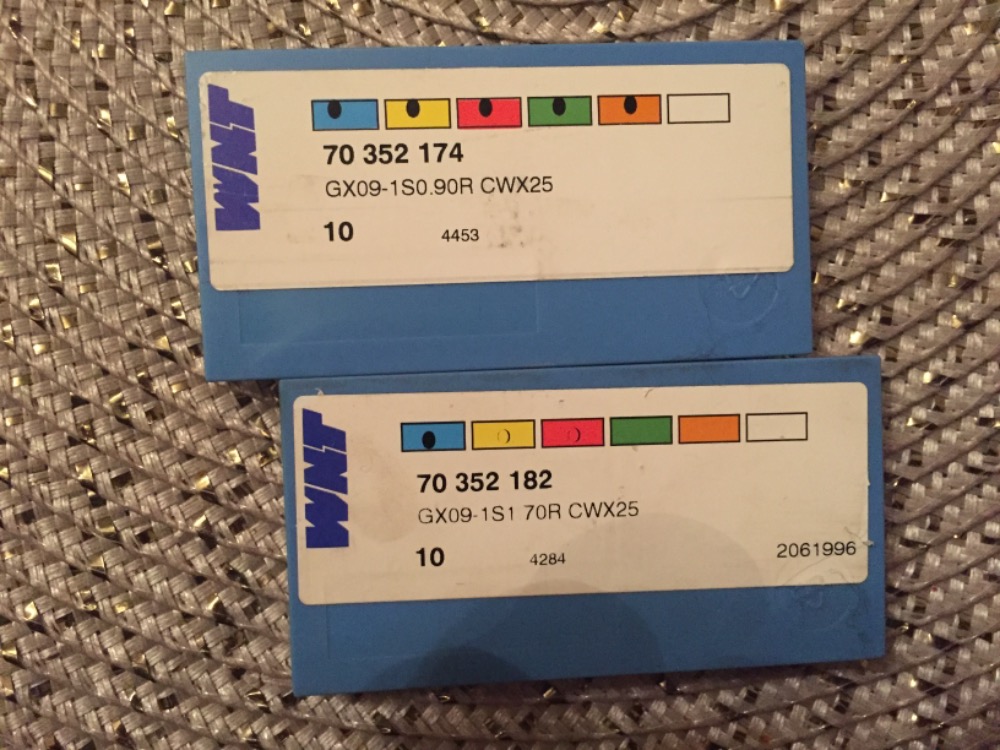 WNT
70 352 174
GX09-1S0.90R CWX25
10 4453
WNT
70 352 182
GX09-1S1 70R CWX25
10 4284 2061996